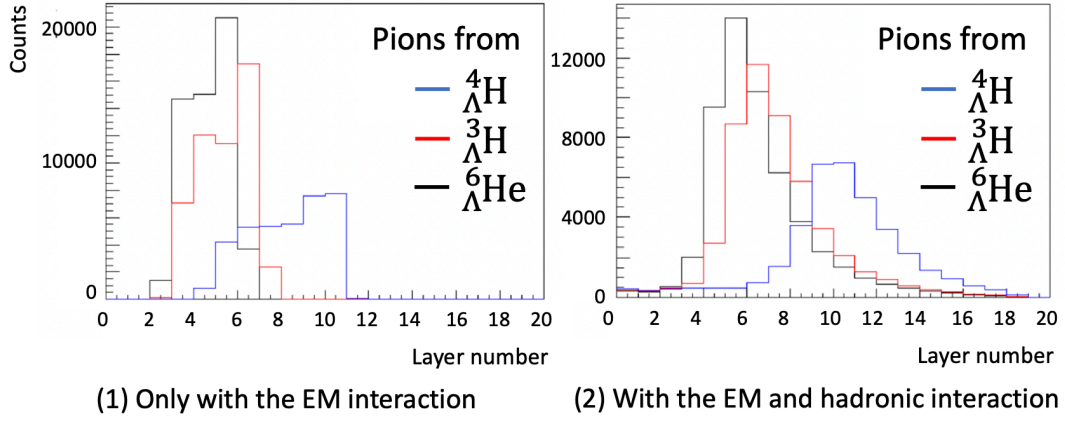 Counts
20000
10000
0
Pions from
⁴ΛH
³ΛH
⁶ΛHe
0 2 4 6 8 10 12 14 16 18 20
Layer number
(1) Only with the EM interaction
12000
8000
4000
0
Pions from
⁴ΛH
³ΛH
⁶ΛHe
0 2 4 6 8 10 12 14 16 18 20
Layer number
(2) With the EM and hadronic interaction